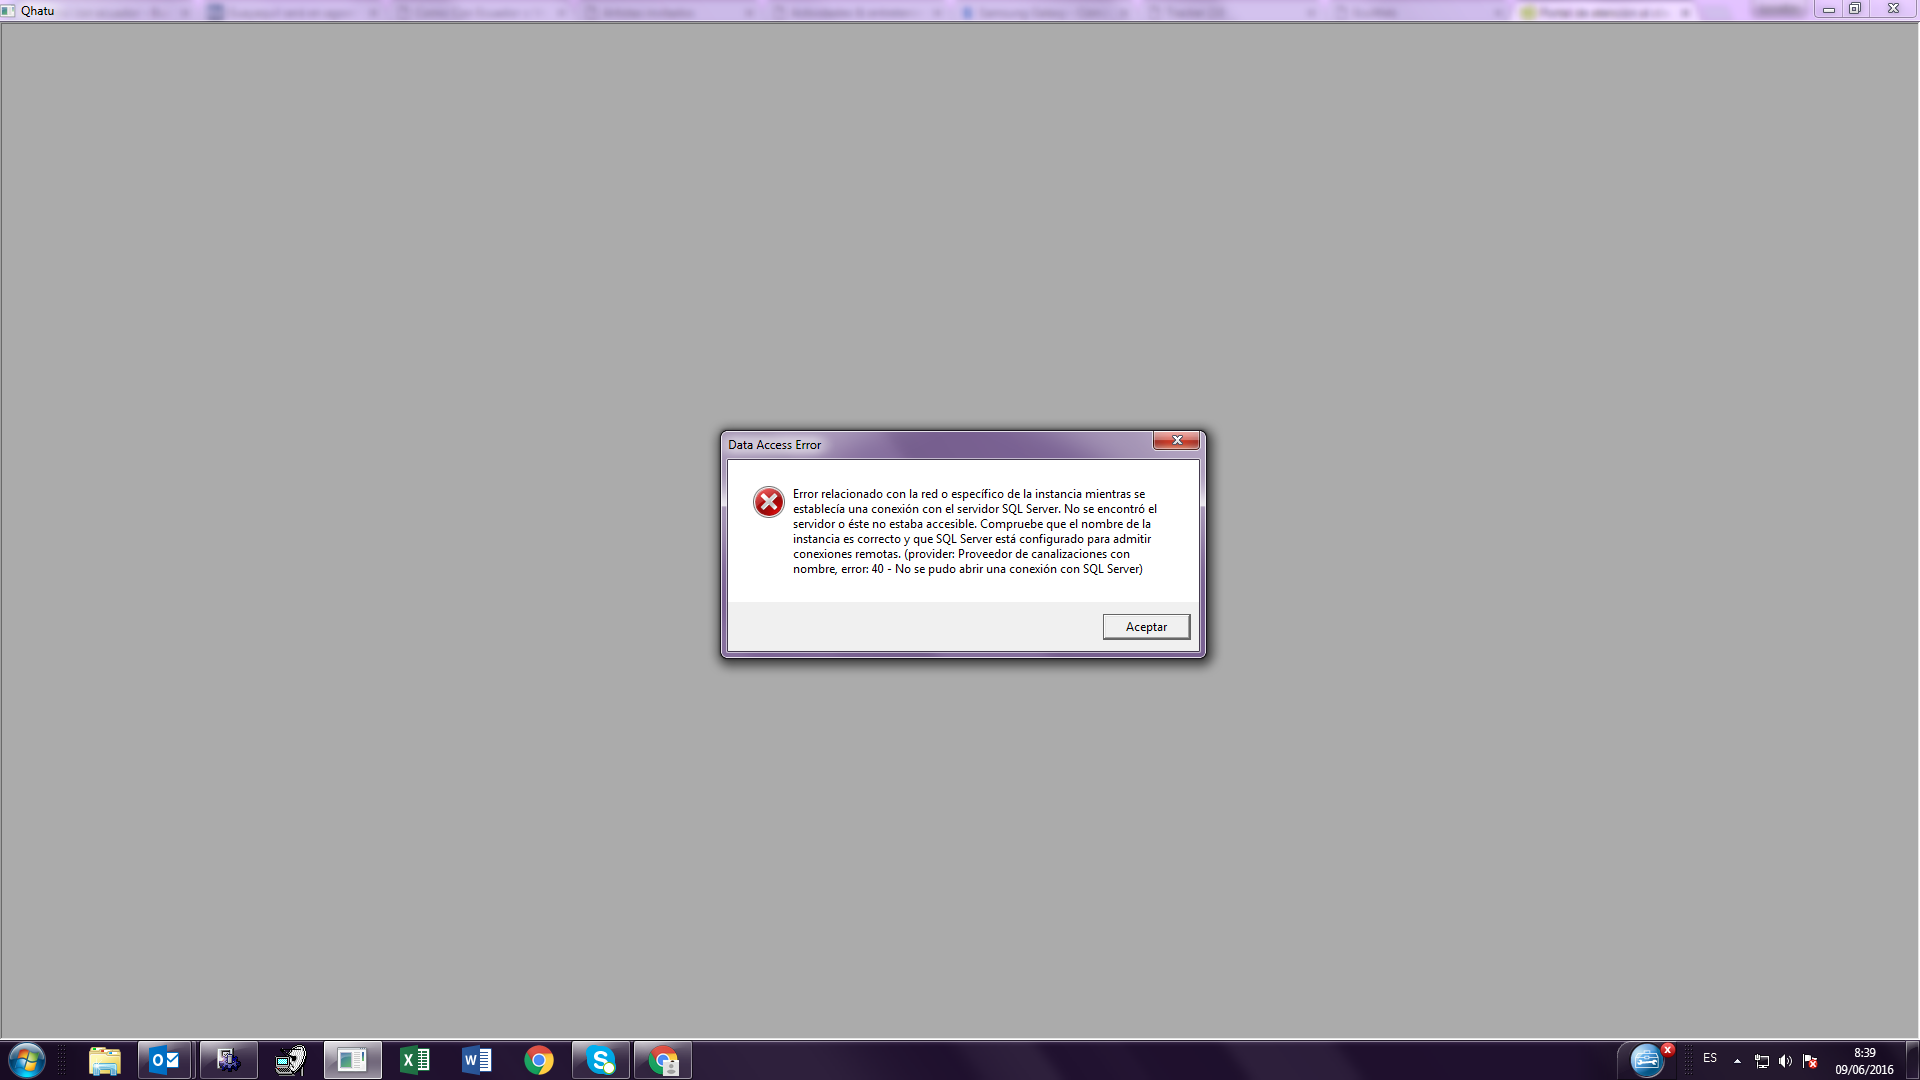 Qhatu
Data Access Error
Error relacionado con la red o específico de la instancia mientras se
establecía una conexión con el servidor SQL Server. No se encontró el
servidor o éste no estaba accesible. Compruebe que el nombre de la
instancia es correcto y que SQL Server está configurado para admitir
conexiones remotas. (provider: Proveedor de canalizaciones con
nombre, error: 40 - No se pudo abrir una conexión con SQL Server)
Aceptar
ES
8:39
09/06/2016